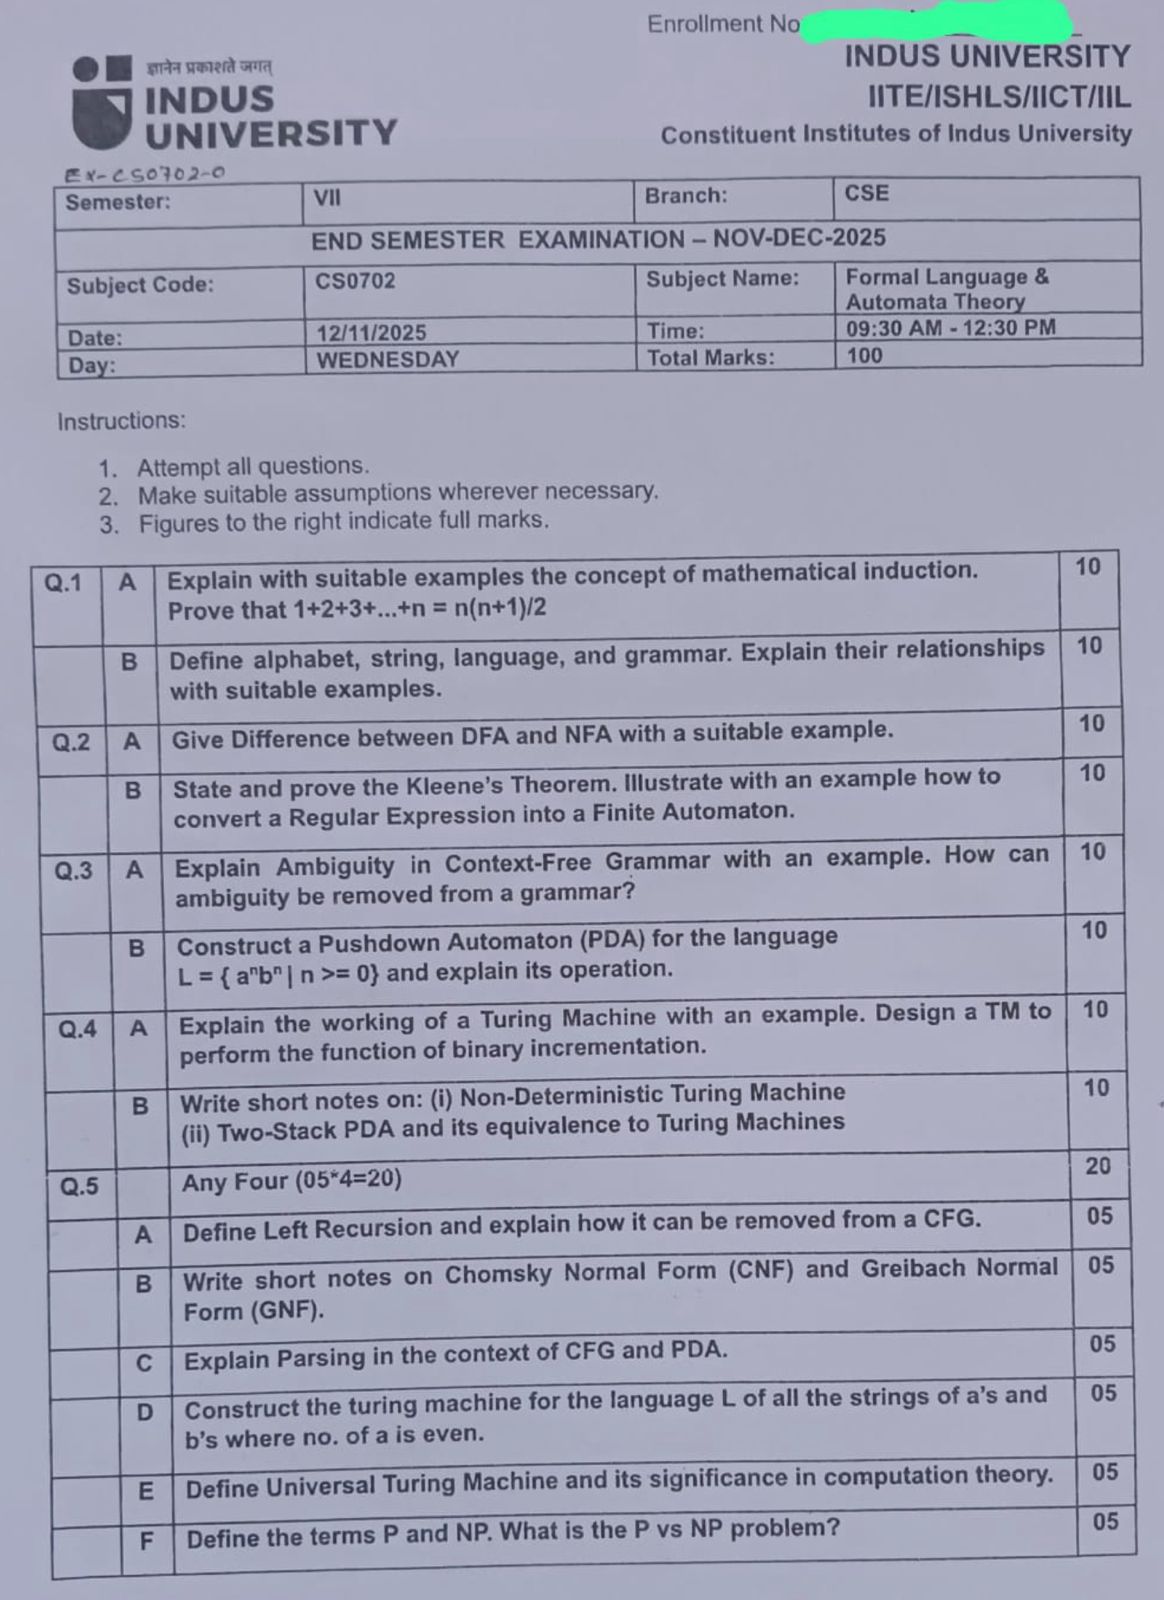 Enrollment No
INDUS UNIVERSITY
IITE/ISHLS/IICT/IIL
Constituent Institutes of Indus University
ज्ञानेन प्रकाशते जगत्
INDUS
UNIVERSITY
EX-CS0702-0
Semester: VII Branch: CSE
END SEMESTER EXAMINATION – NOV-DEC-2025
Subject Code: CS0702 Subject Name: Formal Language &
Automata Theory
Date: 12/11/2025 Time: 09:30 AM - 12:30 PM
Day: WEDNESDAY Total Marks: 100
Instructions:
1. Attempt all questions.
2. Make suitable assumptions wherever necessary.
3. Figures to the right indicate full marks.
Q.1 A Explain with suitable examples the concept of mathematical induction. 10
Prove that 1+2+3+...+n = n(n+1)/2
B Define alphabet, string, language, and grammar. Explain their relationships 10
with suitable examples.
Q.2 A Give Difference between DFA and NFA with a suitable example. 10
B State and prove the Kleene's Theorem. Illustrate with an example how to 10
convert a Regular Expression into a Finite Automaton.
Q.3 A Explain Ambiguity in Context-Free Grammar with an example. How can 10
ambiguity be removed from a grammar?
B Construct a Pushdown Automaton (PDA) for the language 10
L = { aⁿbⁿ | n >= 0} and explain its operation.
Q.4 A Explain the working of a Turing Machine with an example. Design a TM to 10
perform the function of binary incrementation.
B Write short notes on: (i) Non-Deterministic Turing Machine 10
(ii) Two-Stack PDA and its equivalence to Turing Machines
Q.5 Any Four (05*4=20) 20
A Define Left Recursion and explain how it can be removed from a CFG. 05
B Write short notes on Chomsky Normal Form (CNF) and Greibach Normal 05
Form (GNF).
C Explain Parsing in the context of CFG and PDA. 05
D Construct the turing machine for the language L of all the strings of a's and 05
b's where no. of a is even.
E Define Universal Turing Machine and its significance in computation theory. 05
F Define the terms P and NP. What is the P vs NP problem? 05